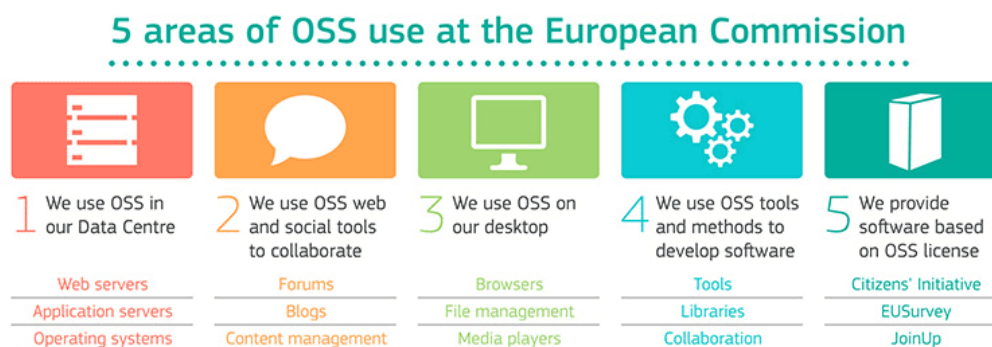 5 areas of OSS use at the European Commission
1 We use OSS in
our Data Centre
Web servers
Application servers
Operating systems
2 We use OSS web
and social tools
to collaborate
Forums
Blogs
Content management
3 We use OSS on
our desktop
Browsers
File management
Media players
4 We use OSS tools
and methods to
develop software
Tools
Libraries
Collaboration
5 We provide
software based
on OSS license
Citizens' Initiative
EUSurvey
JoinUp